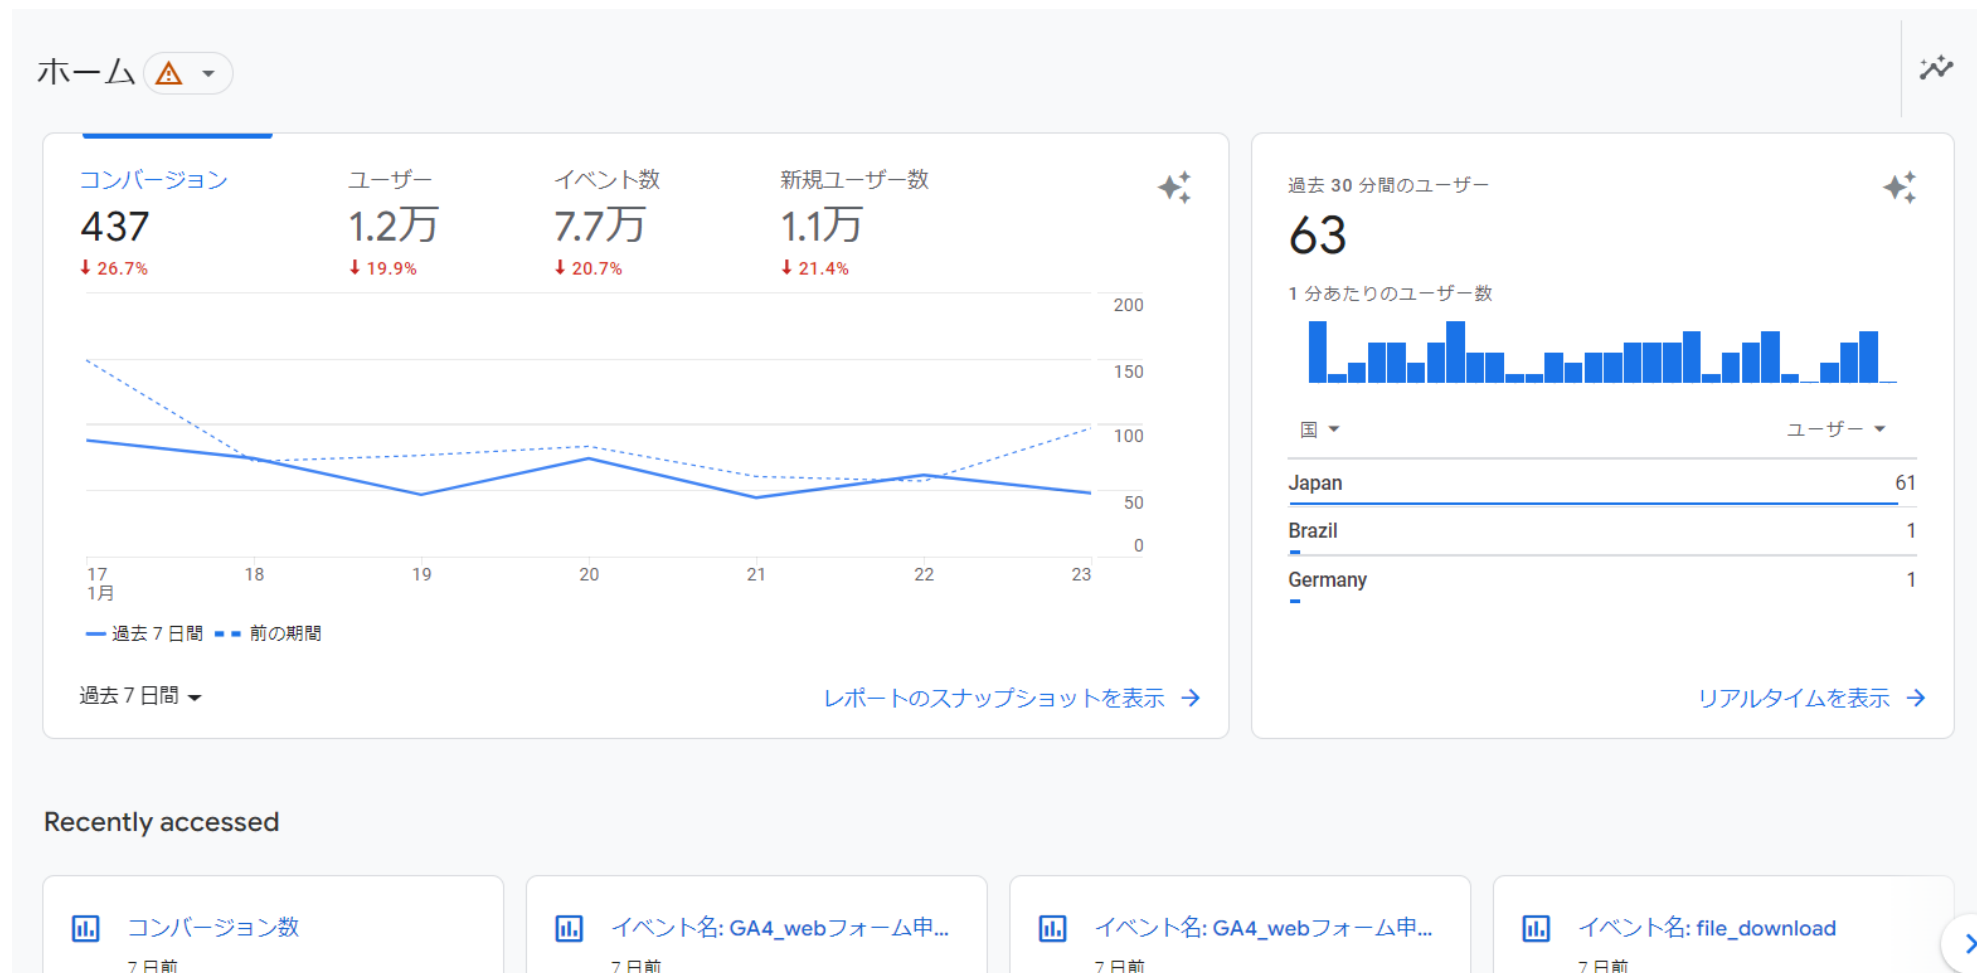 ホーム
コンバージョン
437
26.7%
ユーザー
1.2万
19.9%
イベント数
7.7万
20.7%
新規ユーザー数
1.1万
21.4%
200
150
100
50
0
17
1月
18
19
20
21
22
23
過去 7 日間
前の期間
過去 7 日間
レポートのスナップショットを表示
過去 30 分間のユーザー
63
1 分あたりのユーザー数
国
ユーザー
Japan 61
Brazil 1
Germany 1
リアルタイムを表示
Recently accessed
コンバージョン数
7 日前
イベント名: GA4_webフォーム申...
7 日前
イベント名: GA4_webフォーム申...
7 日前
イベント名: file_download
7 日前